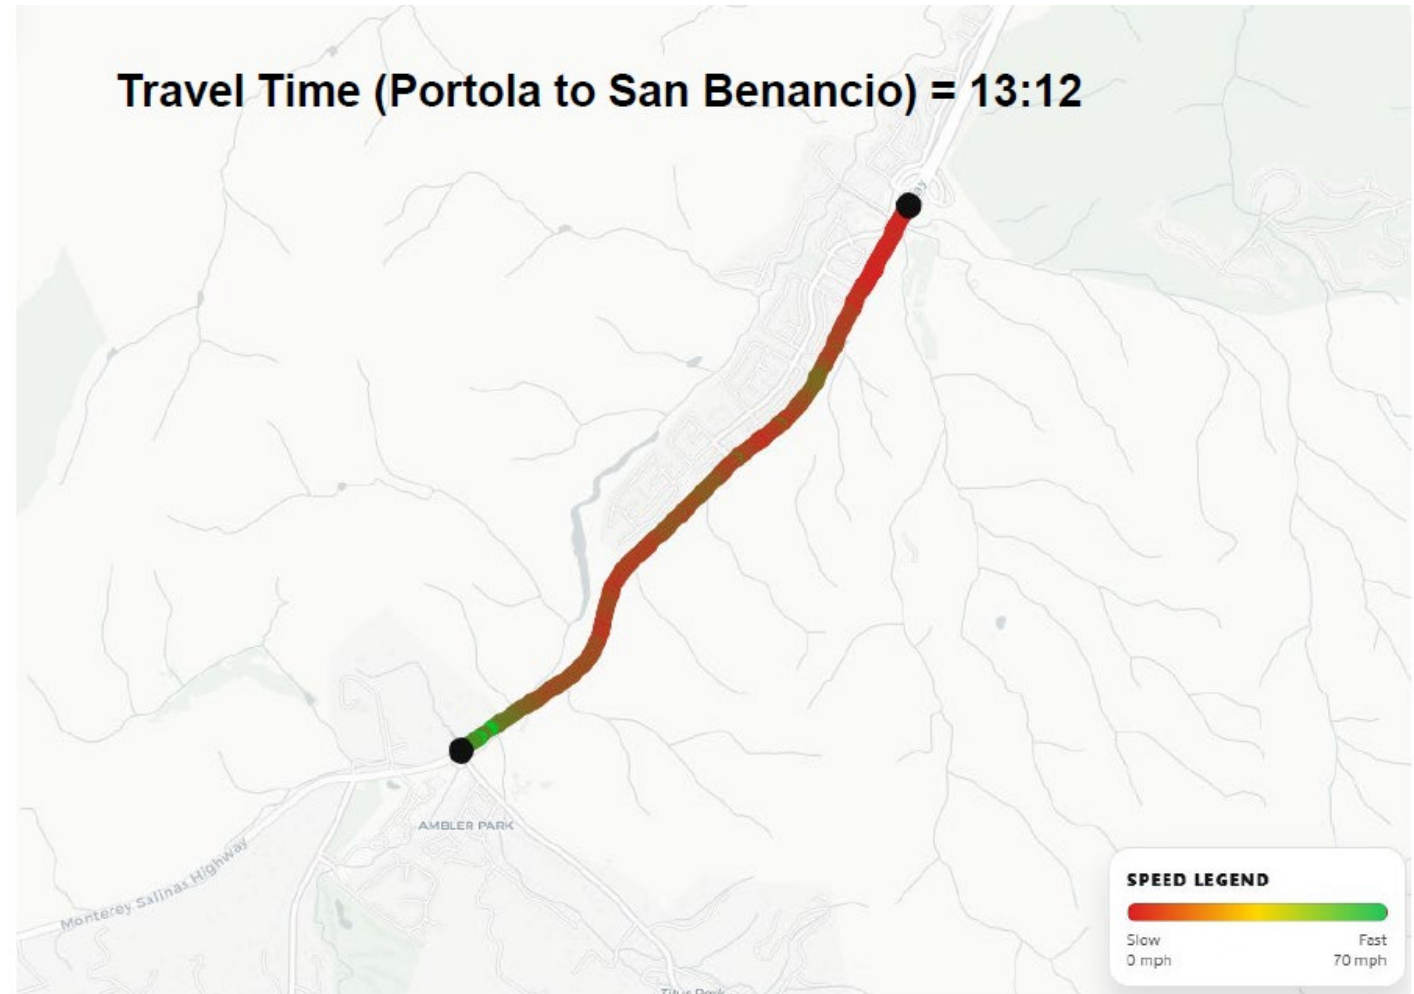 Travel Time (Portola to San Benancio) = 13:12
AMBLER PARK
Monterey Salinas Highway
SPEED LEGEND
Slow Fast
0 mph 70 mph